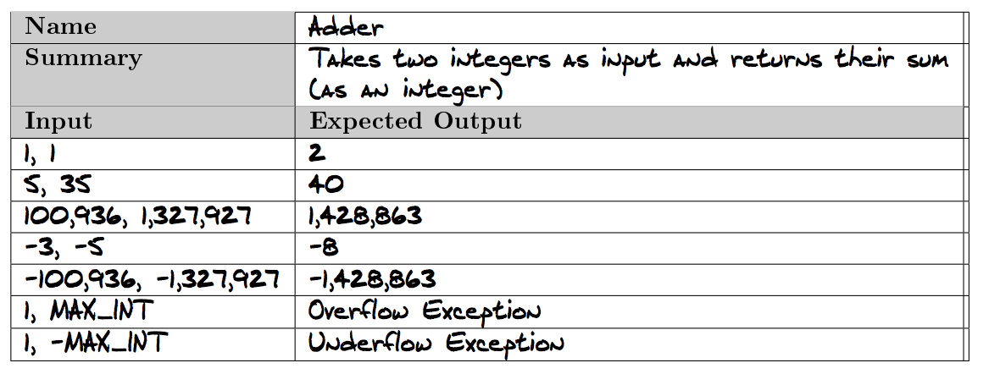 Name Adder
Summary Takes two integers as input and returns their sum
(as an integer)
Input Expected Output
1, 1 2
5, 35 40
100,936, 1,327,927 1,428,863
-3, -5 -8
-100,936, -1,327,927 -1,428,863
1, MAX_INT Overflow Exception
1, -MAX_INT Underflow Exception